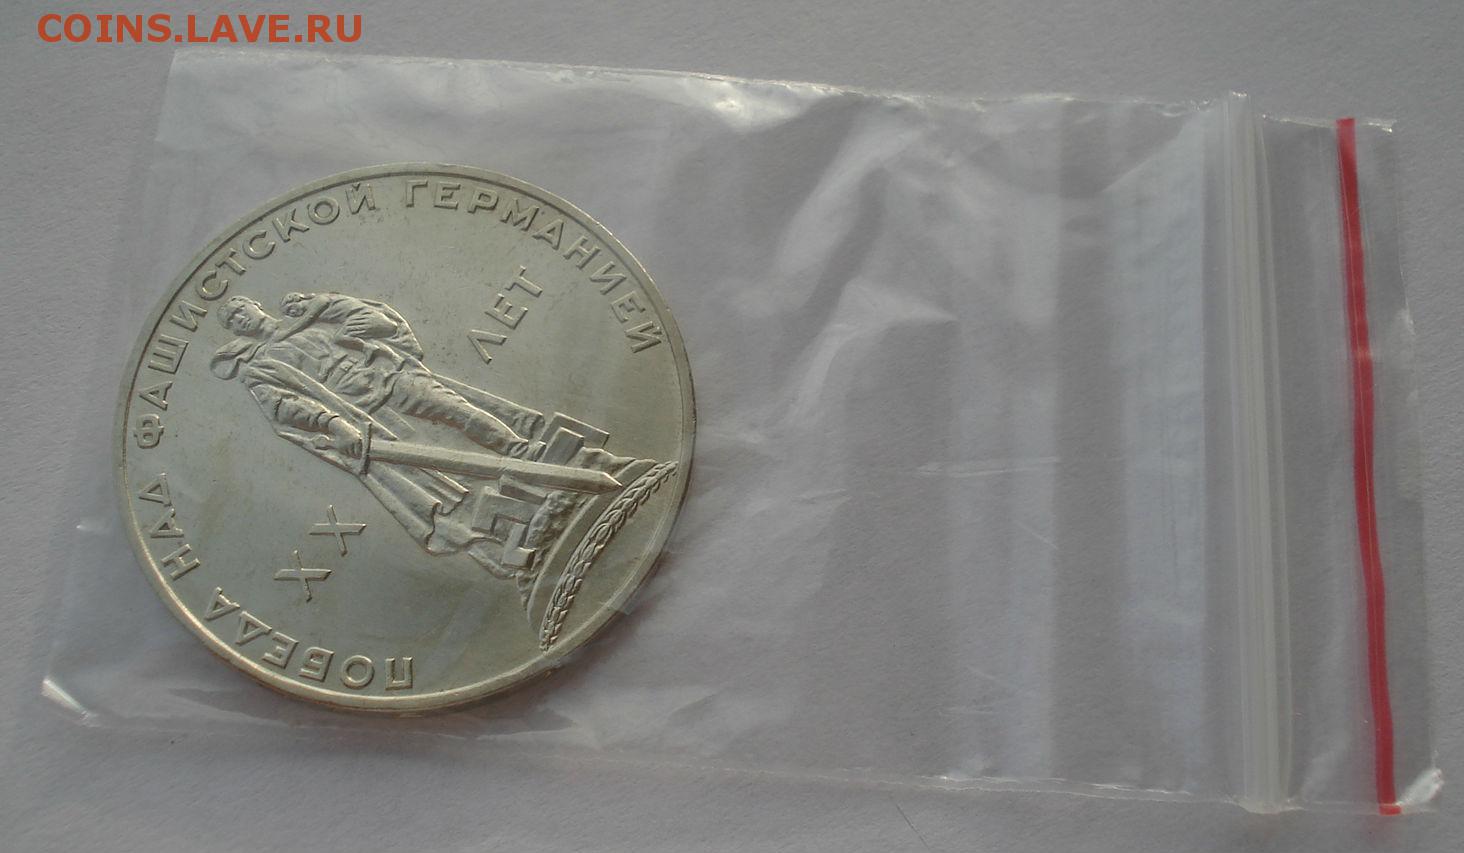 COINS.LAVE.RU
ПОБЕДА НАД ФАШИСТСКОЙ ГЕРМАНИЕЙ
XX
ЛЕТ